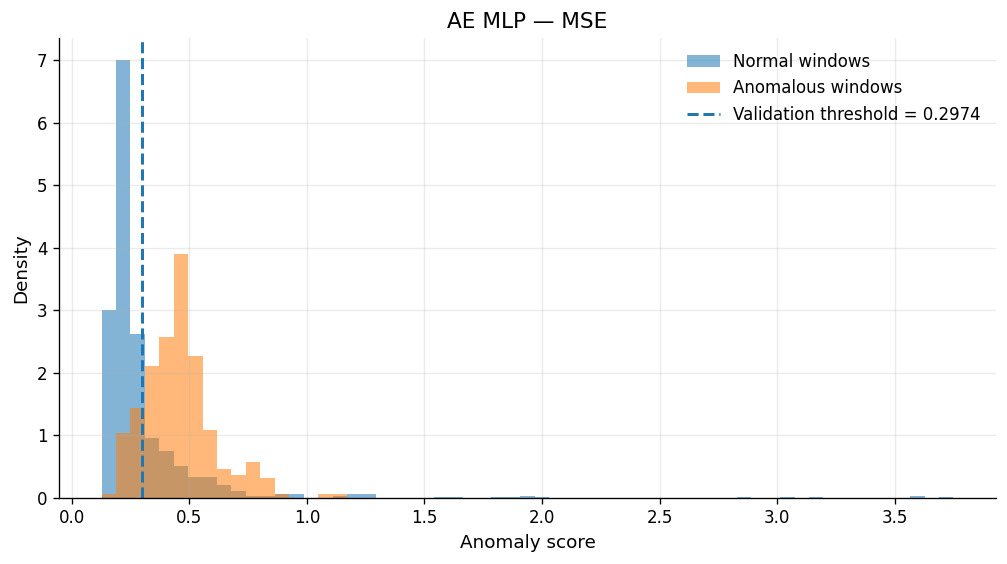 AE MLP — MSE
Normal windows
Anomalous windows
Validation threshold = 0.2974
Density
7
6
5
4
3
2
1
0
0.0 0.5 1.0 1.5 2.0 2.5 3.0 3.5
Anomaly score